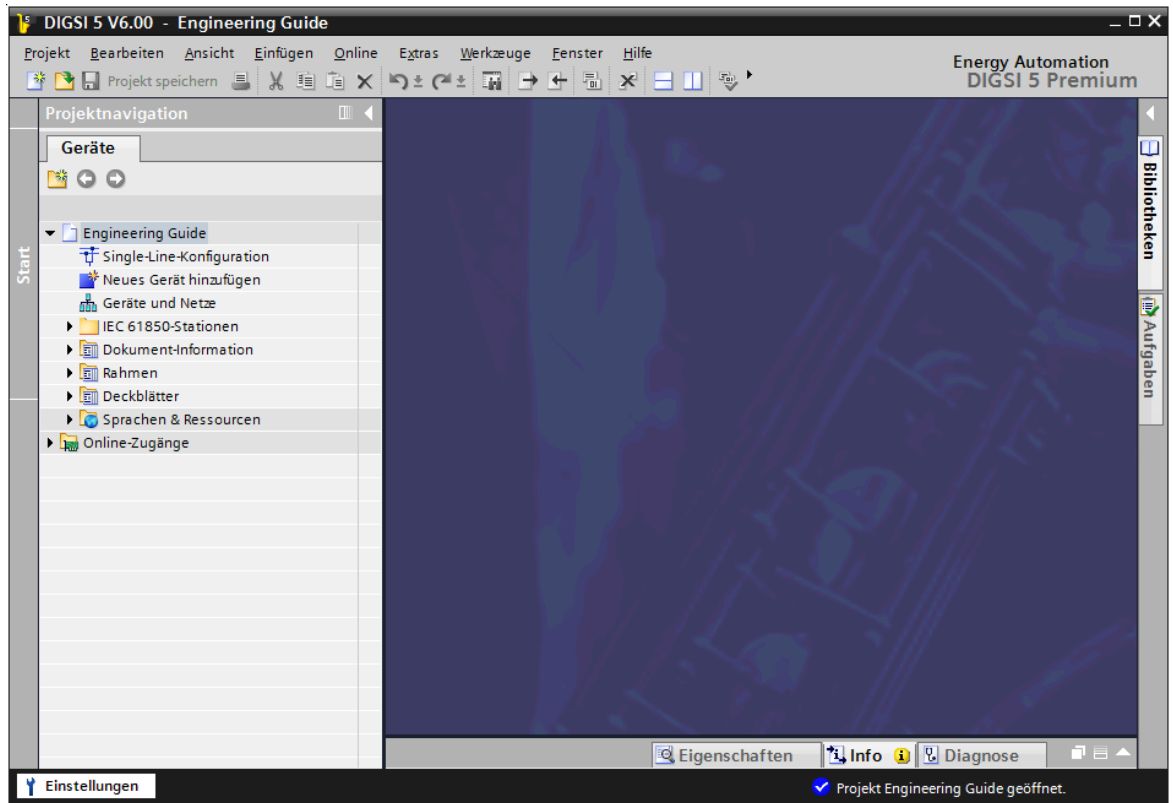 DIGSI 5 V6.00 - Engineering Guide
Projekt Bearbeiten Ansicht Einfügen Online Extras Werkzeuge Fenster Hilfe
Energy Automation
DIGSI 5 Premium
Projekt speichern
Projektnavigation
Geräte
Start
Engineering Guide
Single-Line-Konfiguration
Neues Gerät hinzufügen
Geräte und Netze
IEC 61850-Stationen
Dokument-Information
Rahmen
Deckblätter
Sprachen & Ressourcen
Online-Zugänge
Bibliotheken
Aufgaben
Eigenschaften Info Diagnose
Einstellungen
Projekt Engineering Guide geöffnet.